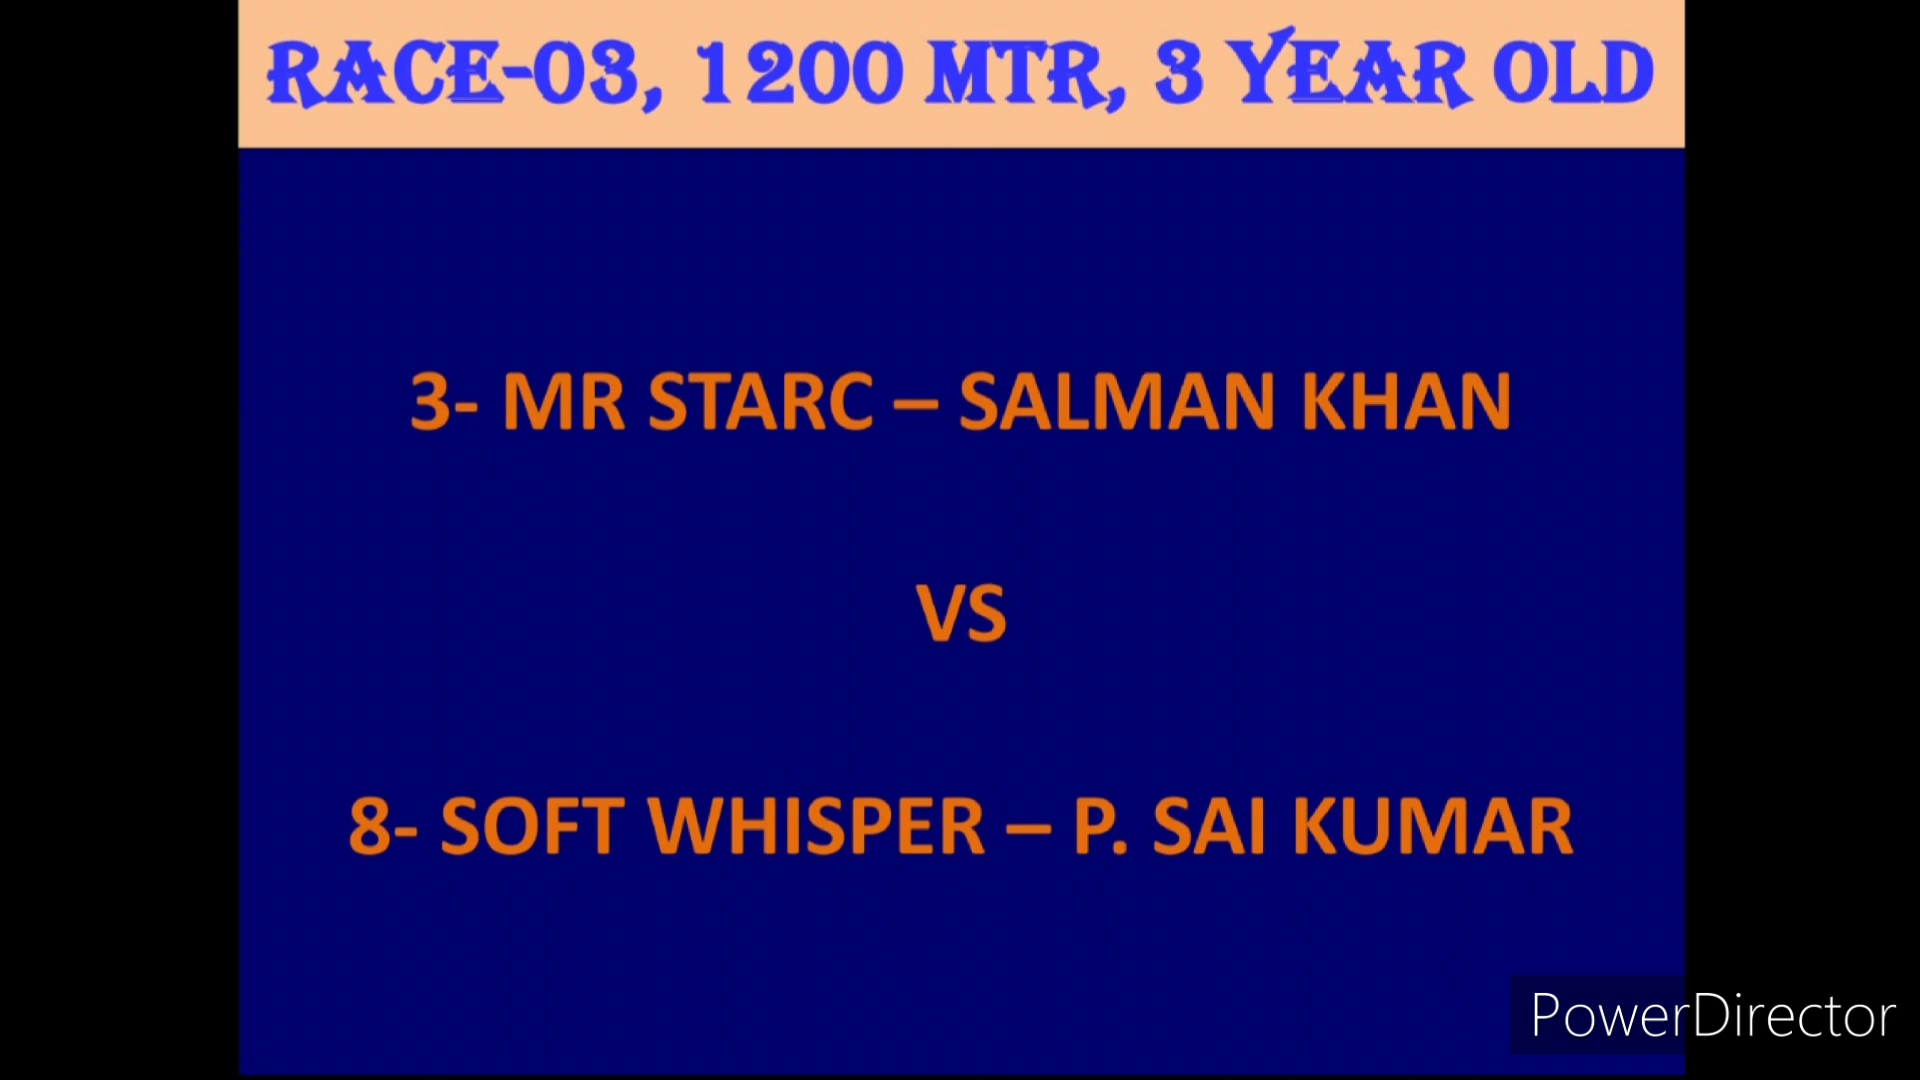 RACE-03, 1200 MTR, 3 YEAR OLD
3- MR STARC – SALMAN KHAN
VS
8- SOFT WHISPER – P. SAI KUMAR
PowerDirector